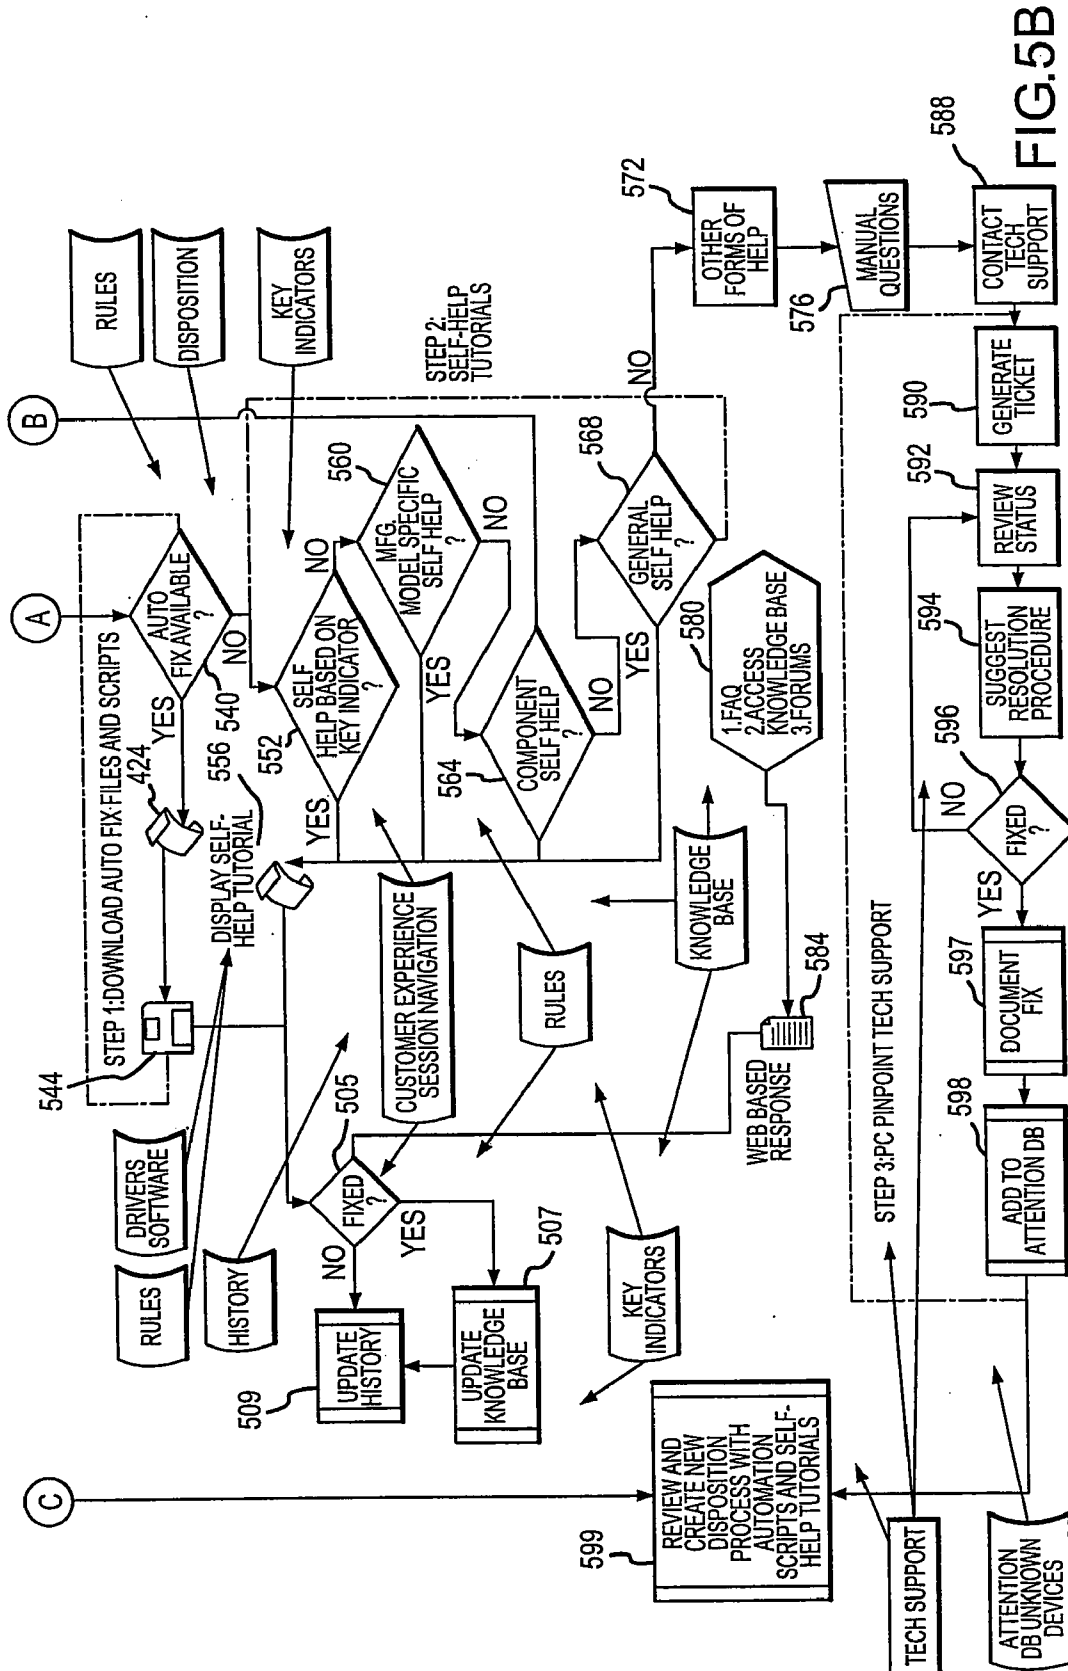 A
B
C
RULES
DISPOSITION
KEY
INDICATORS
STEP 1:DOWNLOAD AUTO FIX FILES AND SCRIPTS
AUTO
FIX AVAILABLE
?
540
YES
NO
424
544
556
DISPLAY SELF-
HELP TUTORIAL
DRIVERS
SOFTWARE
RULES
HISTORY
STEP 2:
SELF-HELP
TUTORIALS
SELF
HELP BASED ON
KEY INDICATOR
?
552
YES
NO
MFG.
MODEL SPECIFIC
SELF HELP
?
560
YES
NO
COMPONENT
SELF HELP
?
564
NO
GENERAL
SELF HELP
?
568
YES
NO
OTHER
FORMS OF
HELP
572
MANUAL
QUESTIONS
576
CONTACT
TECH
SUPPORT
588
CUSTOMER EXPERIENCE
SESSION NAVIGATION
RULES
KNOWLEDGE
BASE
1.FAQ
2.ACCESS
KNOWLEDGE BASE
3.FORUMS
580
584
WEB BASED
RESPONSE
FIXED
?
505
NO
YES
UPDATE
HISTORY
509
UPDATE
KNOWLEDGE
BASE
507
KEY
INDICATORS
STEP 3:PC PINPOINT TECH SUPPORT
GENERATE
TICKET
590
REVIEW
STATUS
592
SUGGEST
RESOLUTION
PROCEDURE
594
FIXED
?
596
NO
YES
DOCUMENT
FIX
597
ADD TO
ATTENTION DB
598
REVIEW AND
CREATE NEW
DISPOSITION
PROCESS WITH
AUTOMATION
SCRIPTS AND SELF-
HELP TUTORIALS
599
TECH SUPPORT
ATTENTION
DB UNKNOWN
DEVICES
FIG.5B